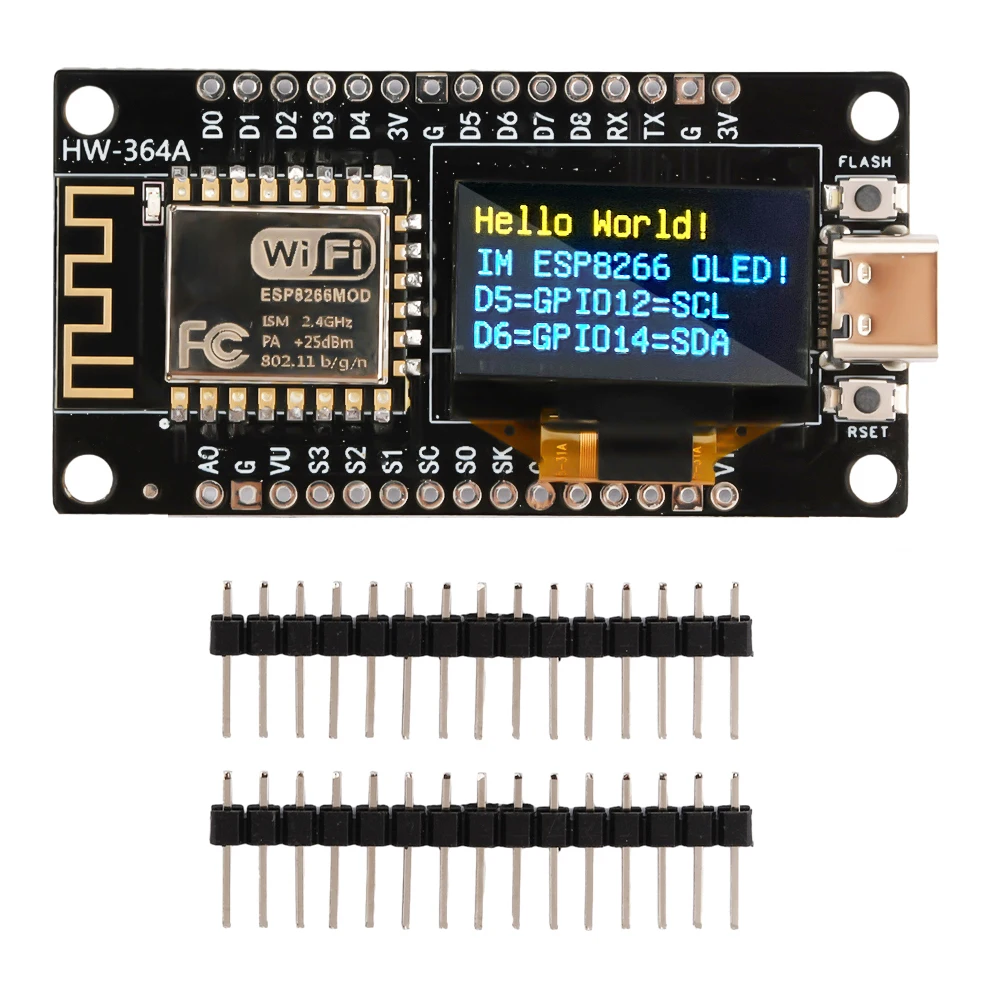 D0 D1 D2 D3 D4 3V G D5 D6 D7 D8 RX TX G 3V
HW-364A
FLASH
WiFi
ESP8266MOD
ISM 2.4GHz
PA +25dBm
802.11 b/g/n
FC
Hello World!
IM ESP8266 OLED!
D5=GPIO12=SCL
D6=GPIO14=SDA
RSET
A0 G VU S3 S2 S1 SC S0 SK